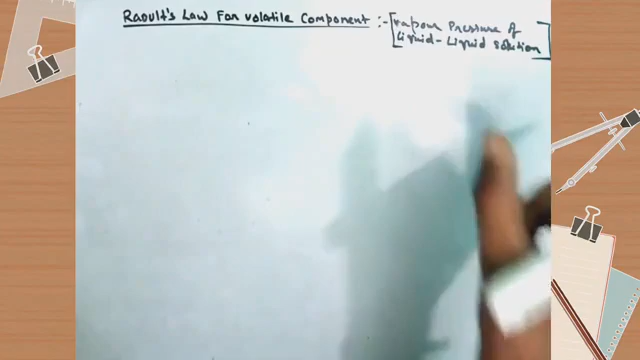 Raoult's Law For volatile Component :- [vapour Pressure of
Liquid - Liquid solution]